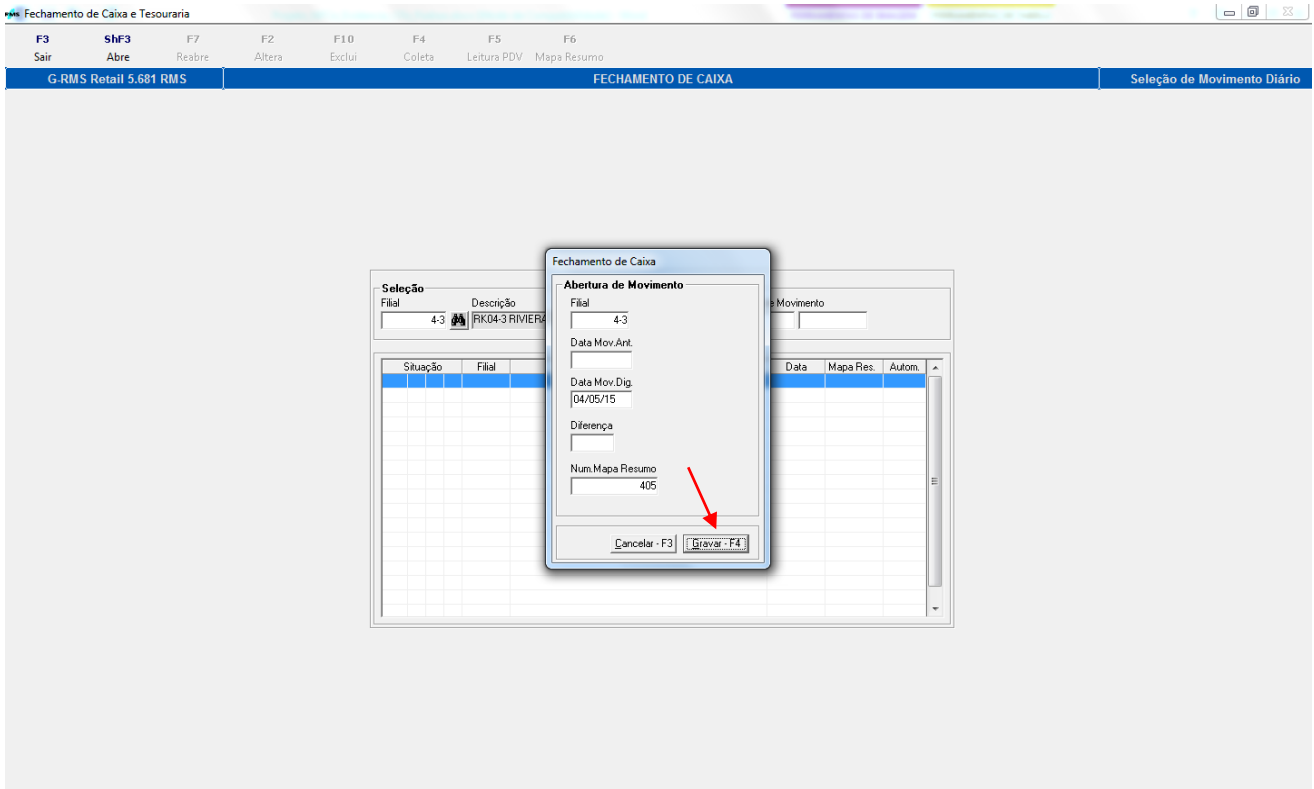 RMS Fechamento de Caixa e Tesouraria
F3 ShF3 F7 F2 F10 F4 F5 F6
Sair Abre Reabre Altera Exclui Coleta Leitura PDV Mapa Resumo
G-RMS Retail 5.681 RMS FECHAMENTO DE CAIXA Seleção de Movimento Diário
Seleção
Filial Descrição e Movimento
4-3 RK04-3 RIVIERA
Situação Filial Data Mapa Res. Autom.
Fechamento de Caixa
Abertura de Movimento
Filial
4-3
Data Mov.Ant.
Data Mov.Dig.
04/05/15
Diferença
Num.Mapa Resumo
405
Cancelar - F3 Gravar - F4